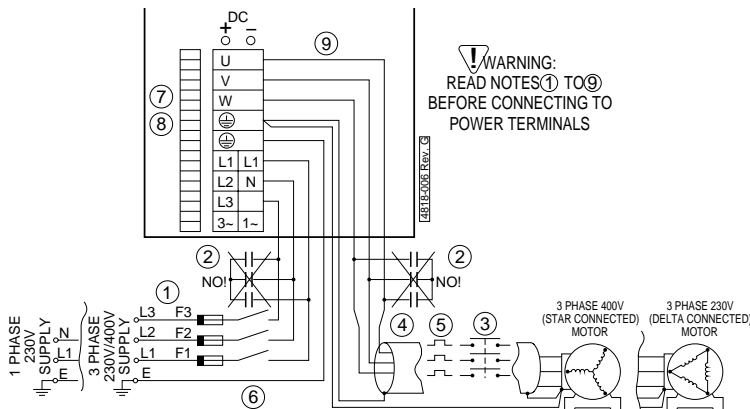 DC
+ -
⑨
U
V
W
L1 L1
L2 N
L3
3~ 1~
⑦
⑧
! WARNING:
READ NOTES① TO⑨
BEFORE CONNECTING TO
POWER TERMINALS
4818-006 Rev. G
②
NO!
②
NO!
①
L3 F3
L2 F2
L1 F1
E
1 PHASE
230V
SUPPLY
N
L1
E
3 PHASE
230V/400V
SUPPLY
⑥
④
⑤
③
3 PHASE 400V
(STAR CONNECTED)
MOTOR
3 PHASE 230V
(DELTA CONNECTED)
MOTOR